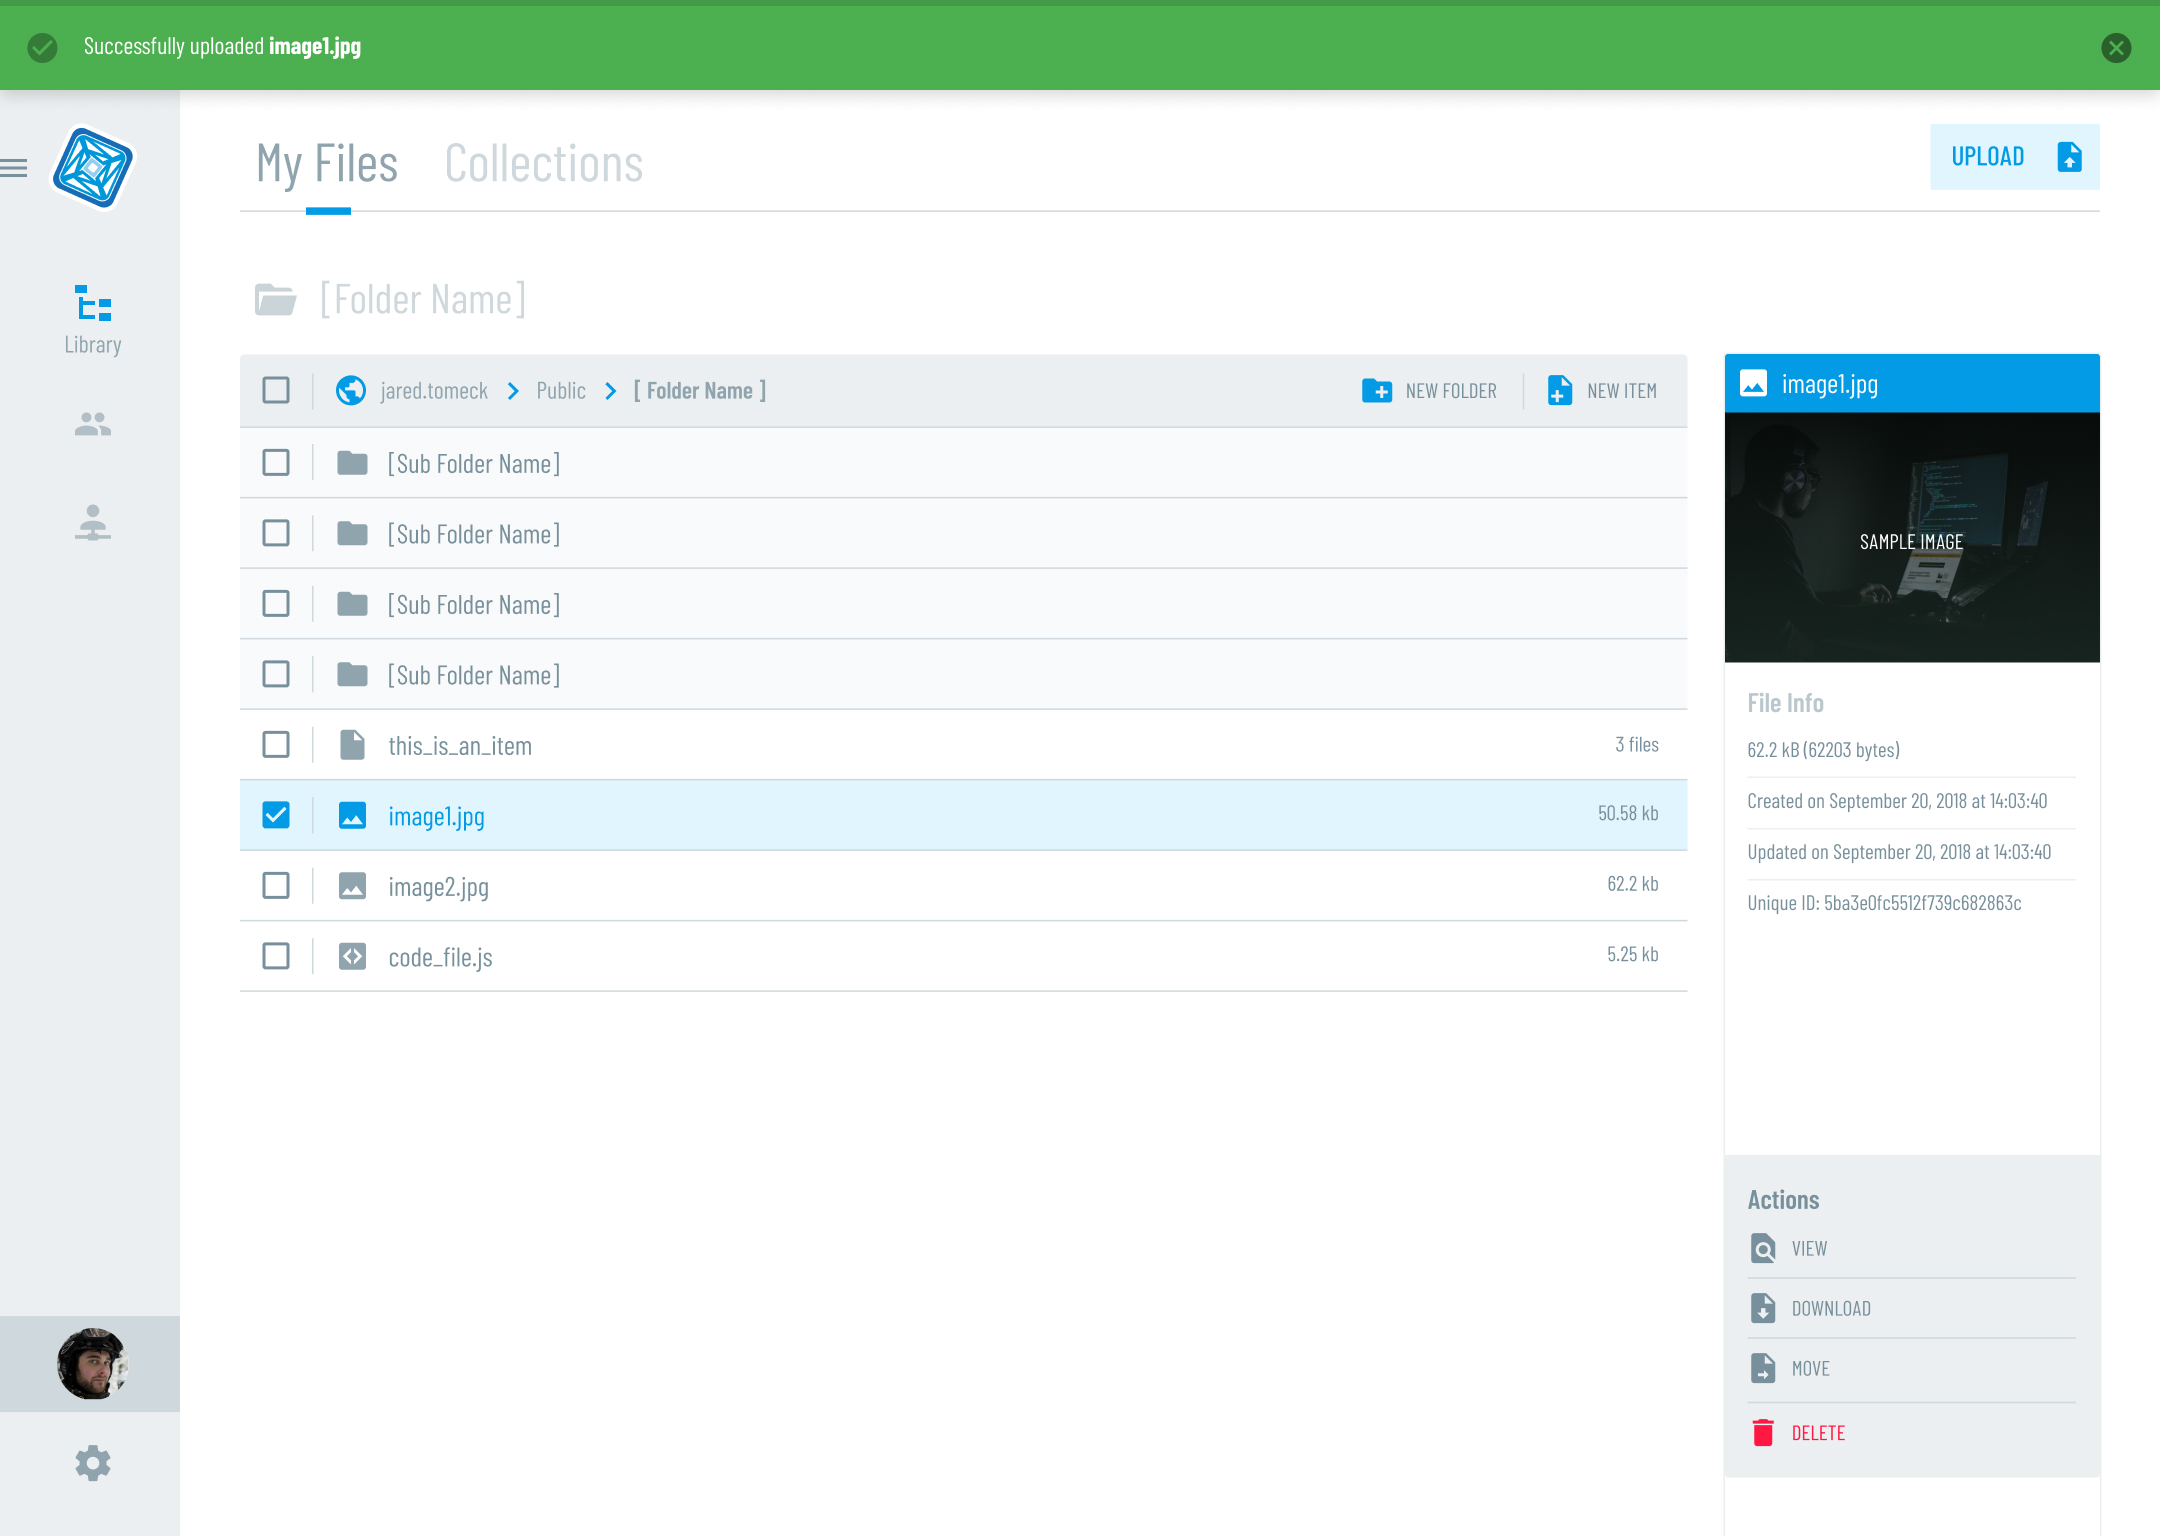 Successfully uploaded image1.jpg
My Files Collections
UPLOAD
Library
[Folder Name]
jared.tomeck Public [ Folder Name ] NEW FOLDER NEW ITEM
[Sub Folder Name]
[Sub Folder Name]
[Sub Folder Name]
[Sub Folder Name]
this_is_an_item 3 files
image1.jpg 50.58 kb
image2.jpg 62.2 kb
code_file.js 5.25 kb
image1.jpg
SAMPLE IMAGE
File Info
62.2 kB (62203 bytes)
Created on September 20, 2018 at 14:03:40
Updated on September 20, 2018 at 14:03:40
Unique ID: 5ba3e0fc5512f739c682863c
Actions
VIEW
DOWNLOAD
MOVE
DELETE